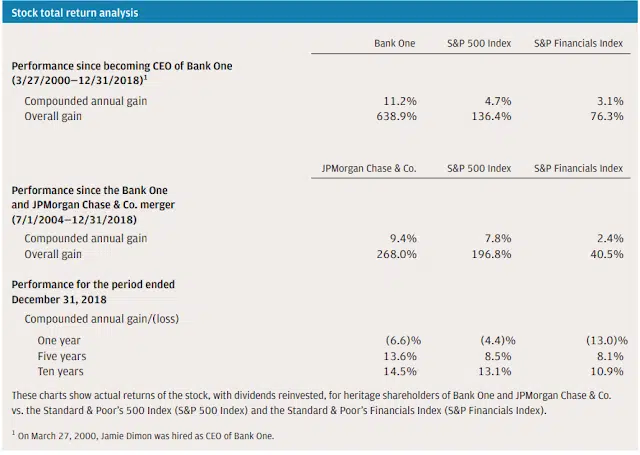 Stock total return analysis
Bank One S&P 500 Index S&P Financials Index
Performance since becoming CEO of Bank One
(3/27/2000—12/31/2018)¹
Compounded annual gain 11.2% 4.7% 3.1%
Overall gain 638.9% 136.4% 76.3%
JPMorgan Chase & Co. S&P 500 Index S&P Financials Index
Performance since the Bank One
and JPMorgan Chase & Co. merger
(7/1/2004—12/31/2018)
Compounded annual gain 9.4% 7.8% 2.4%
Overall gain 268.0% 196.8% 40.5%
Performance for the period ended
December 31, 2018
Compounded annual gain/(loss)
One year (6.6)% (4.4)% (13.0)%
Five years 13.6% 8.5% 8.1%
Ten years 14.5% 13.1% 10.9%
These charts show actual returns of the stock, with dividends reinvested, for heritage shareholders of Bank One and JPMorgan Chase & Co.
vs. the Standard & Poor's 500 Index (S&P 500 Index) and the Standard & Poor's Financials Index (S&P Financials Index).
¹ On March 27, 2000, Jamie Dimon was hired as CEO of Bank One.